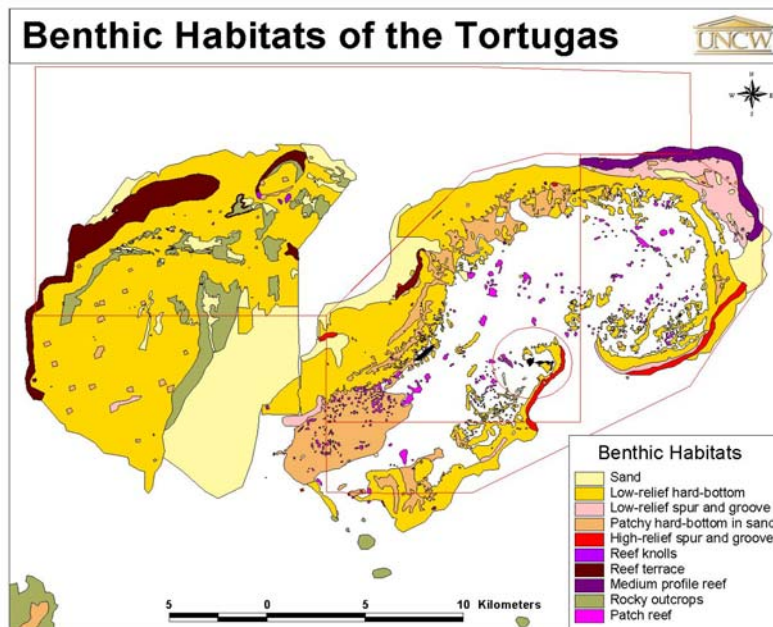 Benthic Habitats of the Tortugas
UNCW
N
W E
S
Benthic Habitats
Sand
Low-relief hard-bottom
Low-relief spur and groove
Patchy hard-bottom in sand
High-relief spur and groove
Reef knolls
Reef terrace
Medium profile reef
Rocky outcrops
Patch reef
5 0 5 10 Kilometers